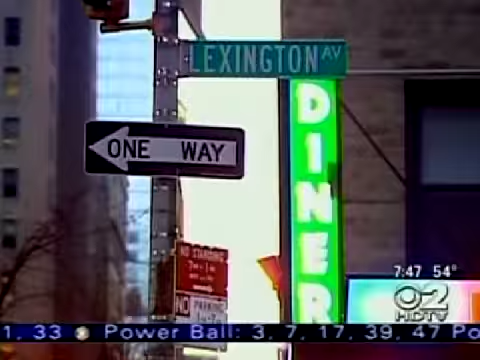 LEXINGTON AV
ONE WAY
DINER
NO STANDING
NO
7:47 54°
2
HDTV
1, 33 Power Ball: 3, 7, 17, 39, 47 Po